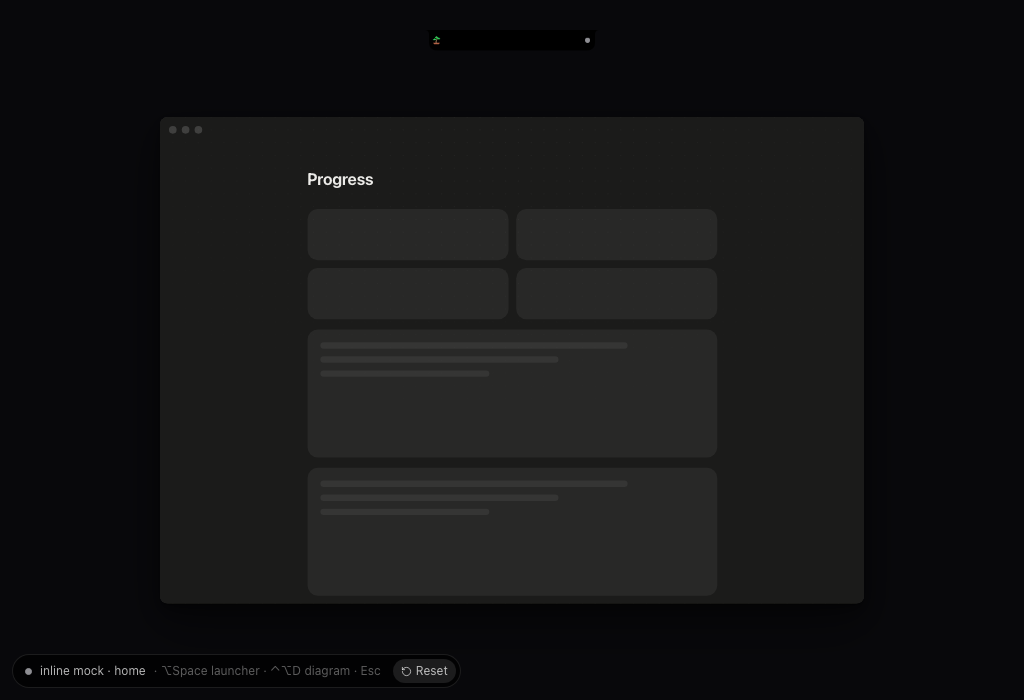 Progress
inline mock · home · ⌥Space launcher · ⌃⌥D diagram · Esc Reset